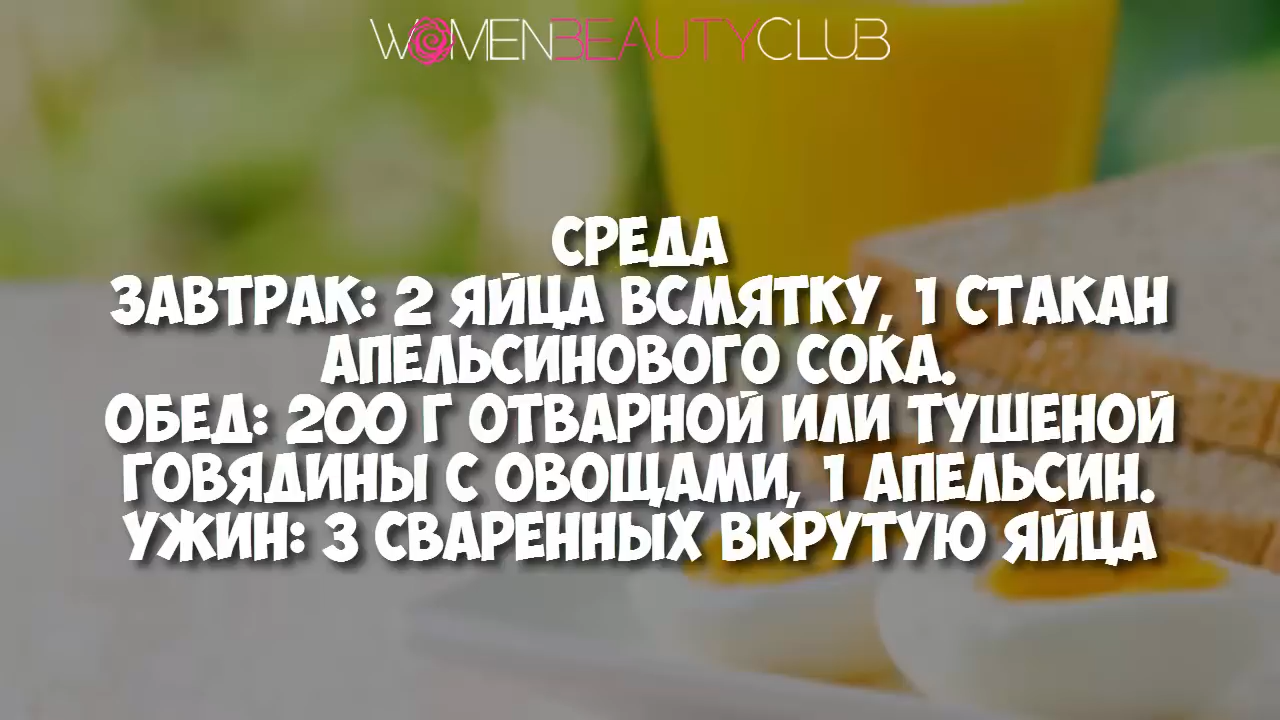 WOMENBEAUTYCLUB
СРЕДА
ЗАВТРАК: 2 ЯЙЦА ВСМЯТКУ, 1 СТАКАН
АПЕЛЬСИНОВОГО СОКА.
ОБЕД: 200 Г ОТВАРНОЙ ИЛИ ТУШЕНОЙ
ГОВЯДИНЫ С ОВОЩАМИ, 1 АПЕЛЬСИН.
УЖИН: 3 СВАРЕННЫХ ВКРУТУЮ ЯЙЦА